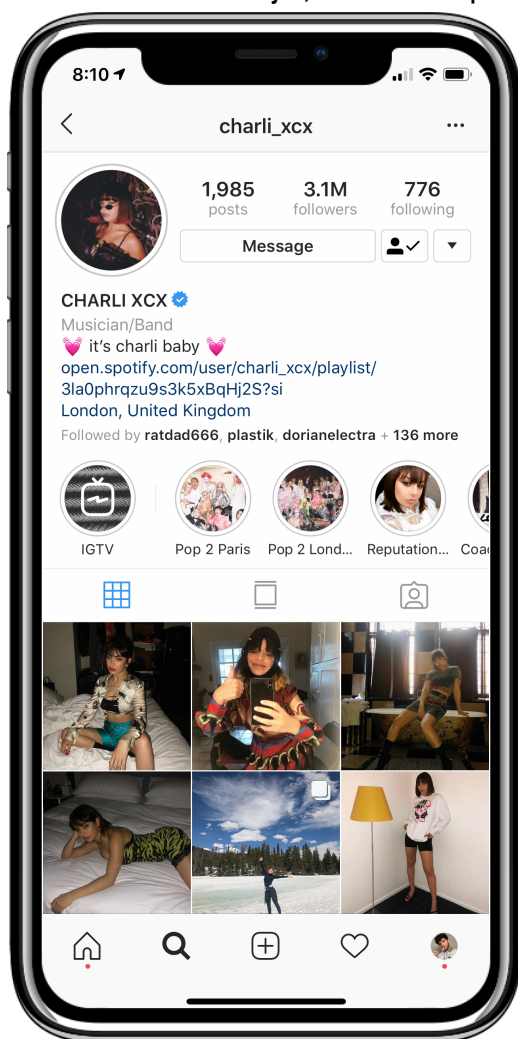 8:10
charli_xcx
1,985 3.1M 776
posts followers following
Message
CHARLI XCX
Musician/Band
💓 it’s charli baby 💓
open.spotify.com/user/charli_xcx/playlist/
3la0phrqzu9s3k5xBqHj2S?si
London, United Kingdom
Followed by ratdad666, plastik, dorianelectra + 136 more
IGTV Pop 2 Paris Pop 2 Lond... Reputation... Coac